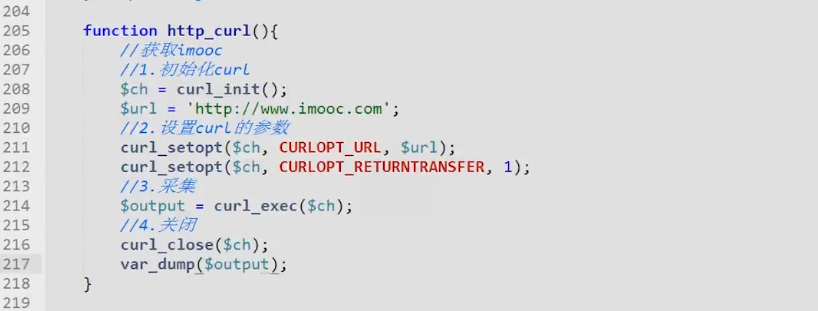 204
205 function http_curl(){
206 //获取imooc
207 //1.初始化curl
208 $ch = curl_init();
209 $url = 'http://www.imooc.com';
210 //2.设置curl的参数
211 curl_setopt($ch, CURLOPT_URL, $url);
212 curl_setopt($ch, CURLOPT_RETURNTRANSFER, 1);
213 //3.采集
214 $output = curl_exec($ch);
215 //4.关闭
216 curl_close($ch);
217 var_dump($output);
218 }
219